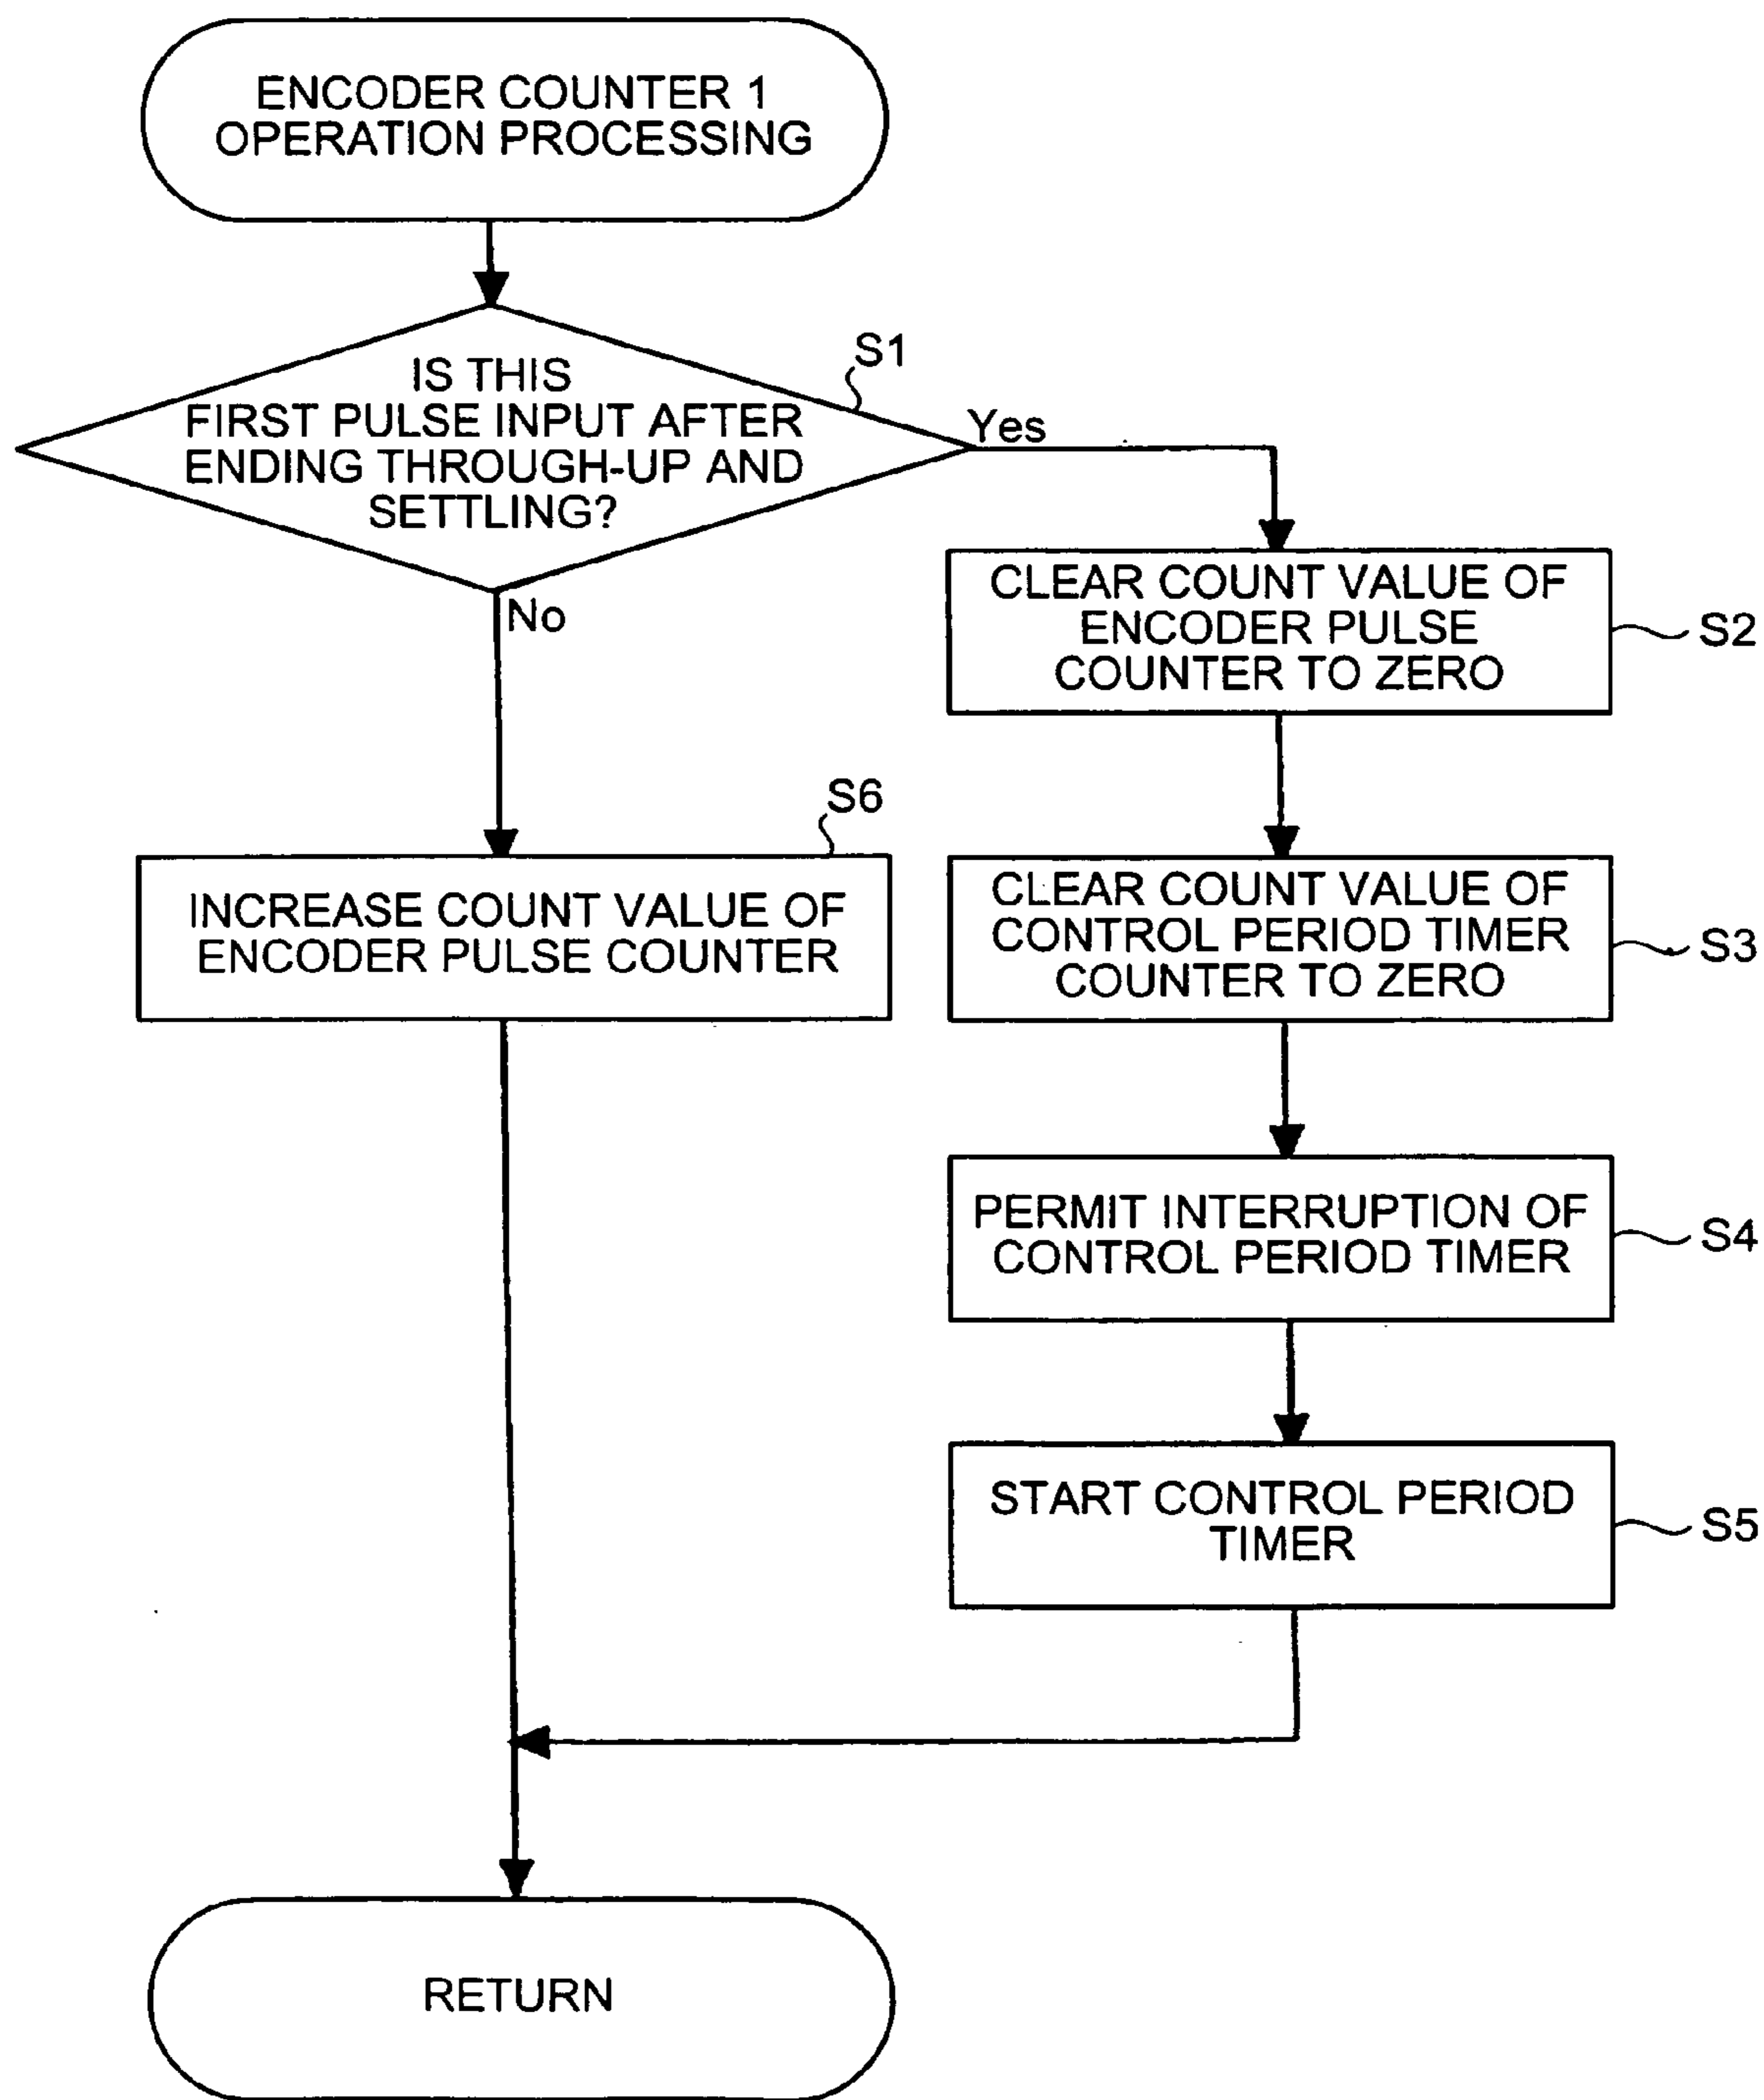 ENCODER COUNTER 1
OPERATION PROCESSING
S1
IS THIS
FIRST PULSE INPUT AFTER
ENDING THROUGH-UP AND
SETTLING?
Yes
No
CLEAR COUNT VALUE OF
ENCODER PULSE
COUNTER TO ZERO
S2
S6
INCREASE COUNT VALUE OF
ENCODER PULSE COUNTER
CLEAR COUNT VALUE OF
CONTROL PERIOD TIMER
COUNTER TO ZERO
S3
PERMIT INTERRUPTION OF
CONTROL PERIOD TIMER
S4
START CONTROL PERIOD
TIMER
S5
RETURN